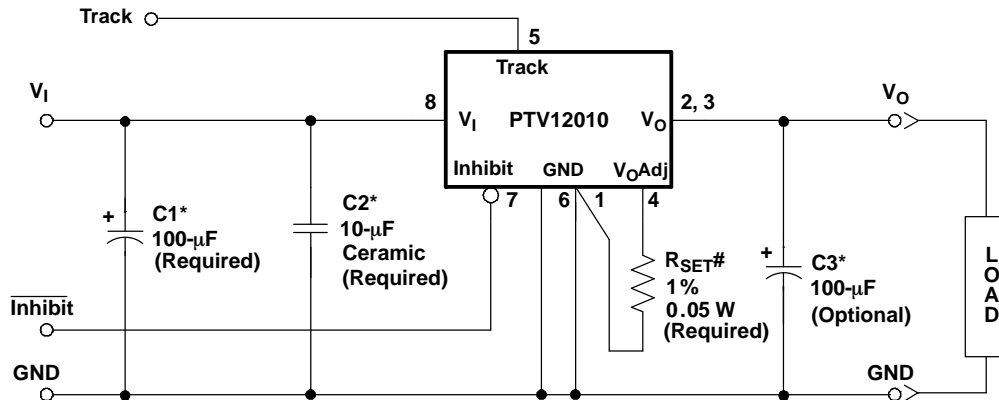 Track
5
Track
V_I
8
V_I
PTV12010
V_O
2, 3
V_O
Inhibit
GND
V_OAdj
7
6
1
4
+
C1*
100-μF
(Required)
C2*
10-μF
Ceramic
(Required)
R_SET#
1%
0.05 W
(Required)
+
C3*
100-μF
(Optional)
LOAD
Inhibit
GND
GND